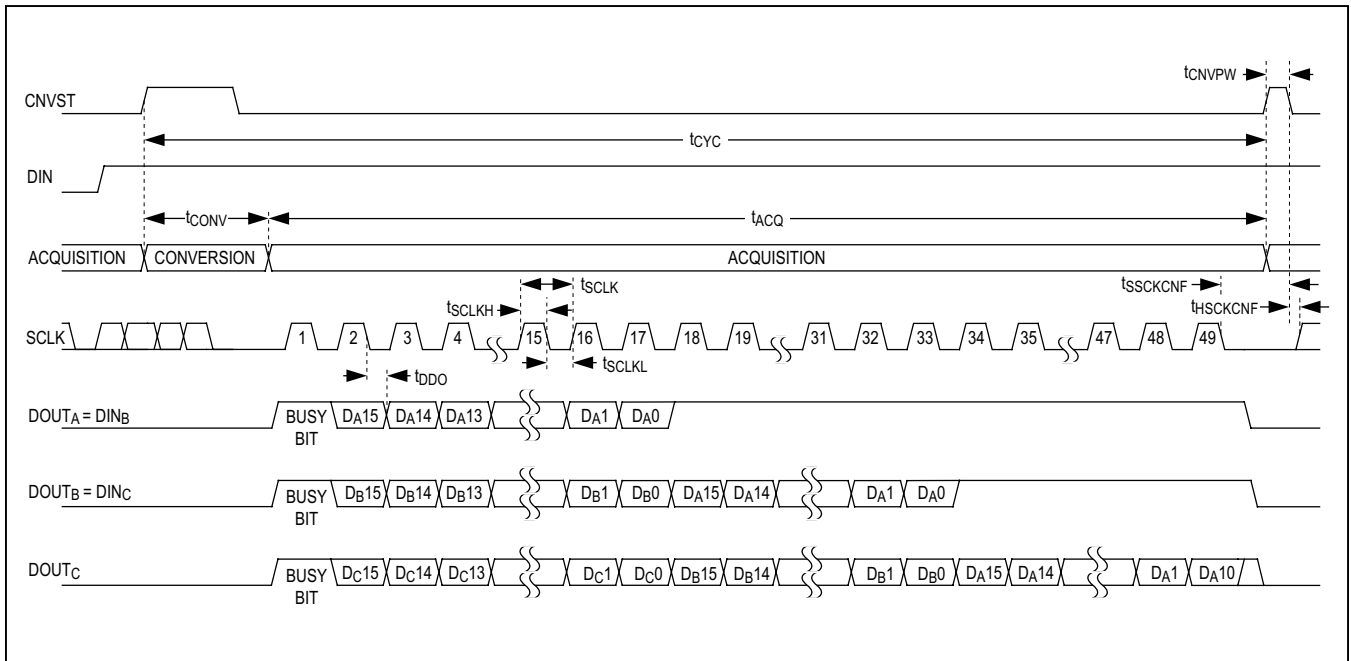 tCNVPW
CNVST
tCYC
DIN
tCONV tACQ
ACQUISITION CONVERSION ACQUISITION
tSCLK tSSCKCNF
tSCLKH tHSCKCNF
SCLK 1 2 3 4 15 16 17 18 19 31 32 33 34 35 47 48 49
tDDO tSCLKL
DOUTA = DINB BUSY BIT DA15 DA14 DA13 DA1 DA0
DOUTB = DINC BUSY BIT DB15 DB14 DB13 DB1 DB0 DA15 DA14 DA1 DA0
DOUTC BUSY BIT DC15 DC14 DC13 DC1 DC0 DB15 DB14 DB1 DB0 DA15 DA14 DA1 DA10